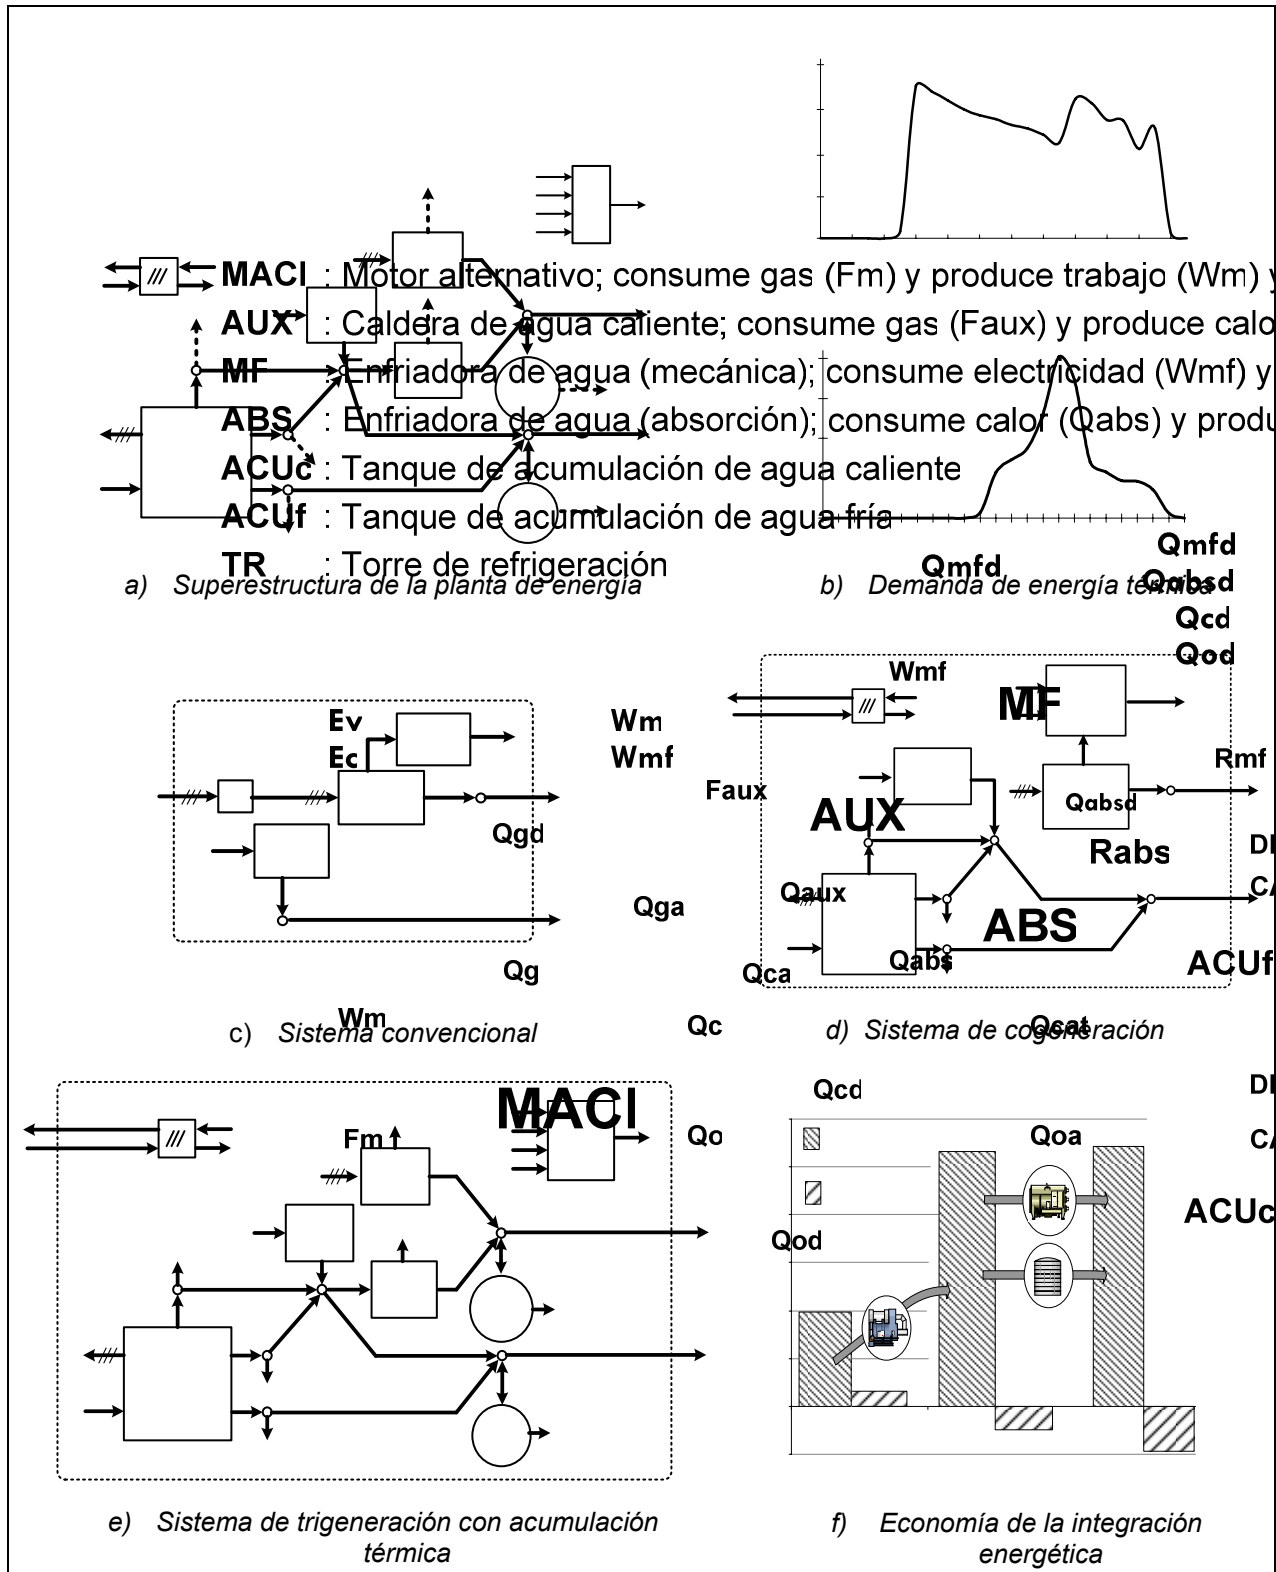 MACI : Motor alternativo; consume gas (Fm) y produce trabajo (Wm) y
AUX : Caldera de agua caliente; consume gas (Faux) y produce calo
MF : Enfriadora de agua (mecánica); consume electricidad (Wmf) y
ABS : Enfriadora de agua (absorción); consume calor (Qabs) y produ
ACUc : Tanque de acumulación de agua caliente
ACUf : Tanque de acumulación de agua fría
TR : Torre de refrigeración
a) Superestructura de la planta de energía
b) Demanda de energía térmica
Qmfd
Qmfd
Qabsd
Qcd
Qod
Wmf
MF
Ev
Ec
Wm
Wmf
Rmf
Faux
Qabsd
AUX
Qgd
Rabs
DI
CA
Qaux
Qga
ABS
Qabs
Qca
ACUf
Qg
Wm
Qc
Qcat
c) Sistema convencional
d) Sistema de cogeneración
Qcd
DI
MACI
Fm
Qo
Qoa
CA
ACUc
Qod
e) Sistema de trigeneración con acumulación
térmica
f) Economía de la integración
energética